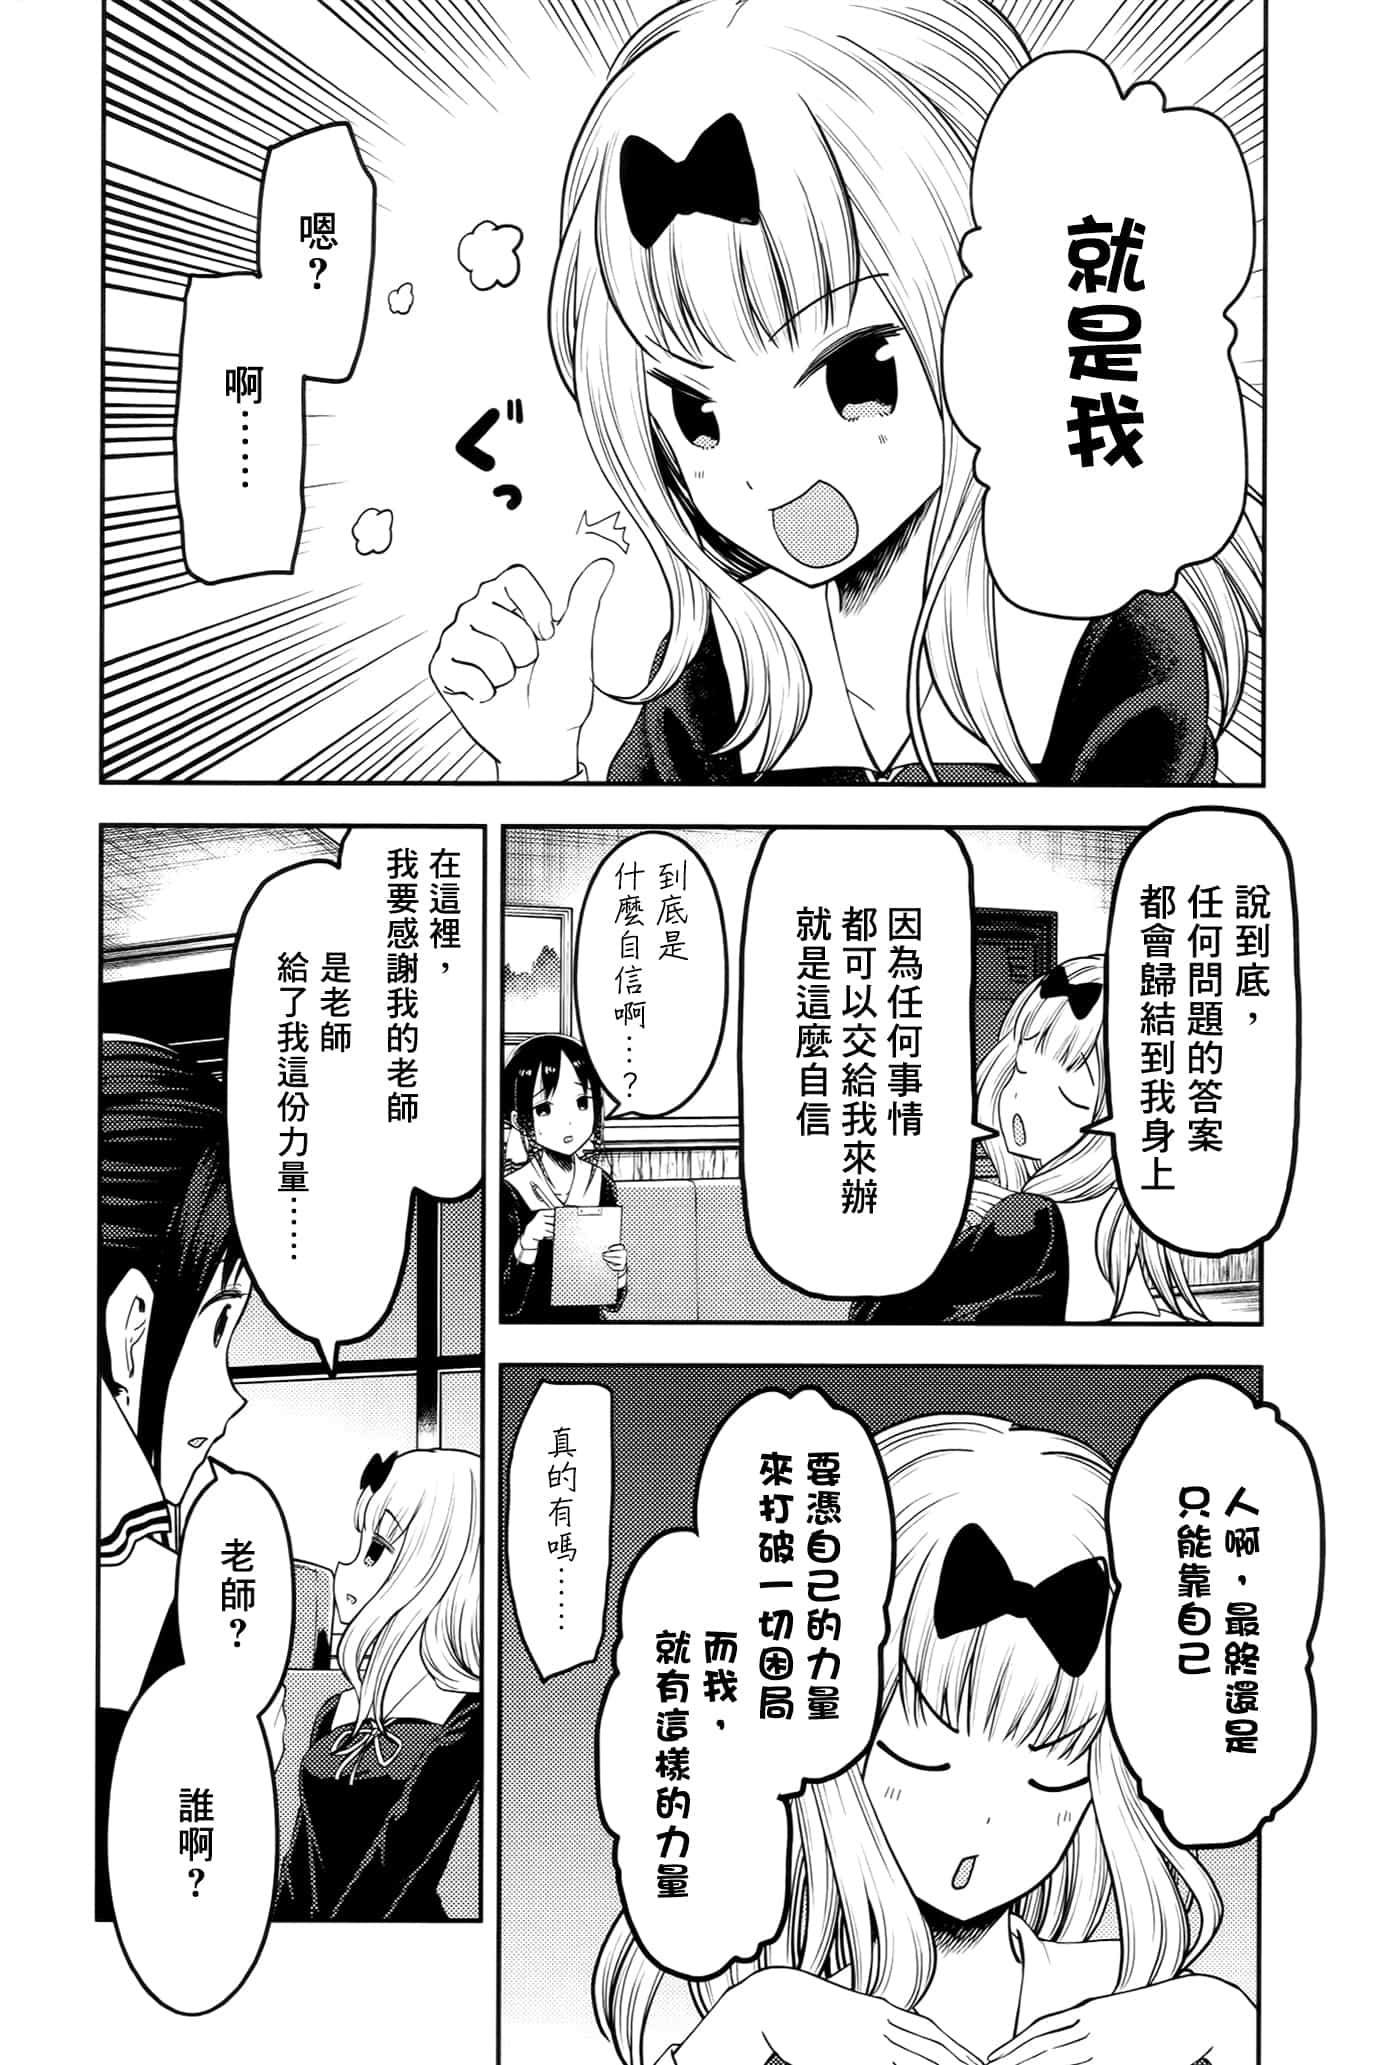 就是我
嗯？
啊……
ぐっ
說到底，
任何問題的答案
都會歸結到我身上
因為任何事情
都可以交給我來辦
就是這麼自信
到底是
什麼自信啊…？
人啊，最終還是
只能靠自己
要憑自己的力量
來打破一切困局
而我，
就有這樣的力量
真的有嗎……
在這裡，
我要感謝我的老師
是老師
給了我這份力量……
老師？
誰啊？